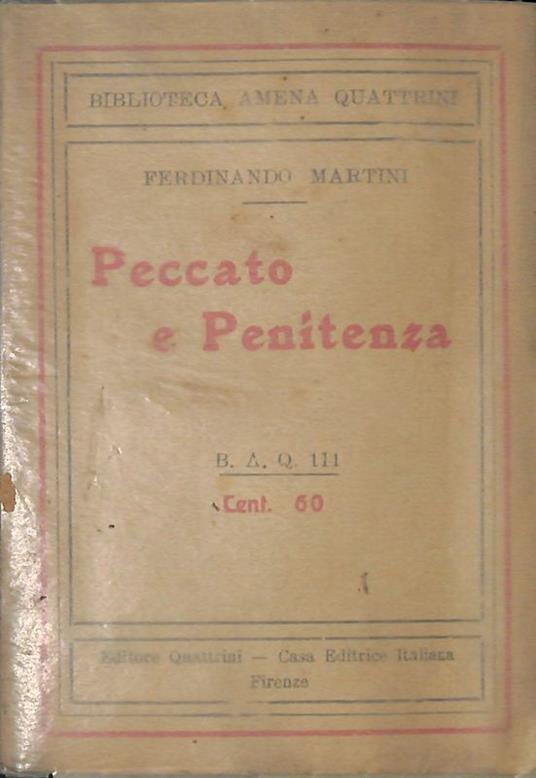 BIBLIOTECA AMENA QUATTRINI
FERDINANDO MARTINI
Peccato
e Penitenza
B. A. Q. 111
Cent. 60
Editore Quattrini — Casa Editrice Italiana
Firenze